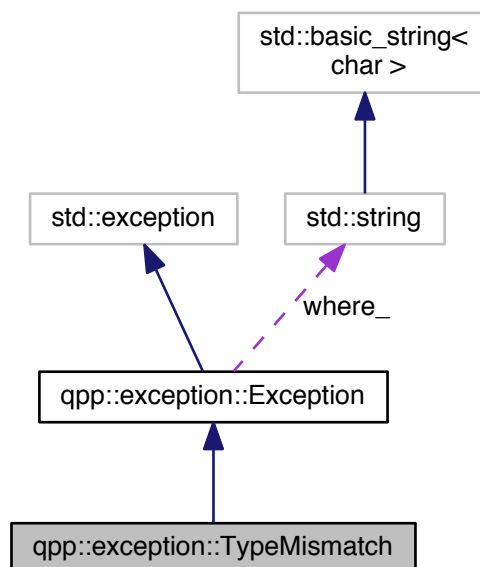 std::basic_string<
char >
std::exception
std::string
where_
qpp::exception::Exception
qpp::exception::TypeMismatch